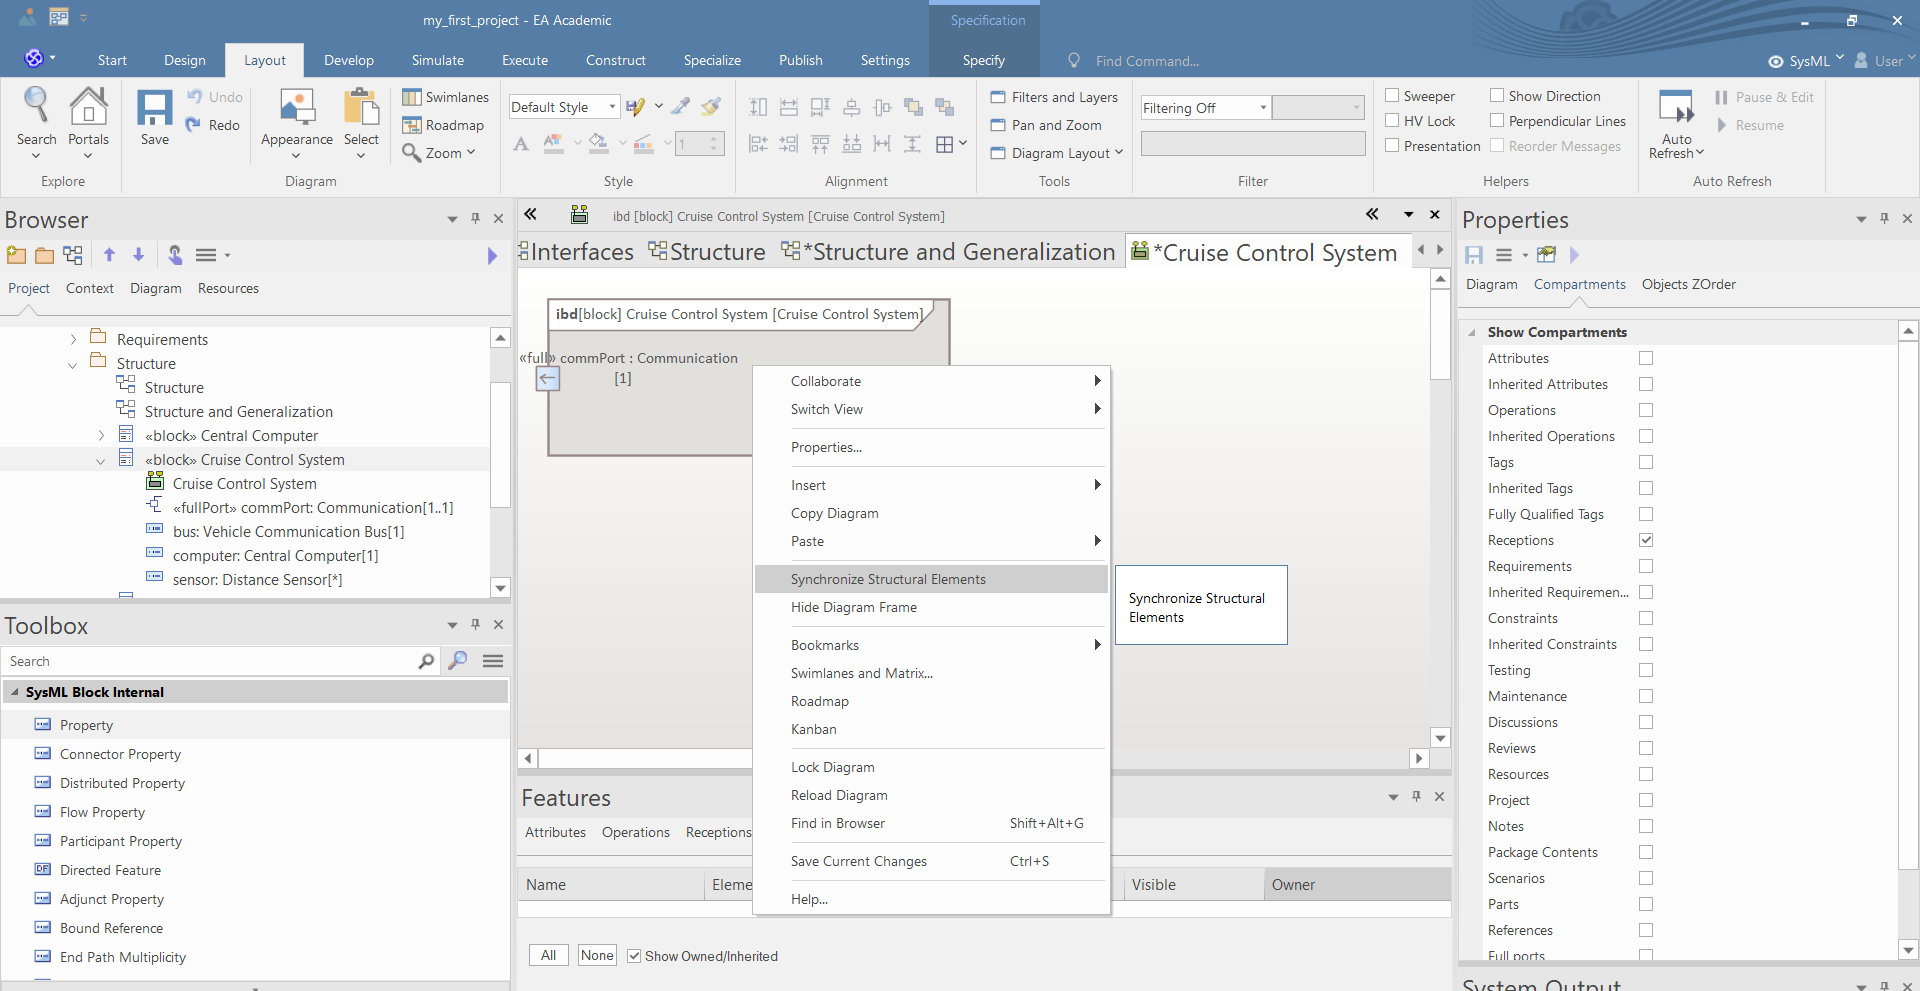 my_first_project - EA Academic
Specification
Start
Design
Layout
Develop
Simulate
Execute
Construct
Specialize
Publish
Settings
Specify
Find Command...
SysML
User
Search
Portals
Explore
Save
Undo
Redo
Appearance
Select
Swimlanes
Roadmap
Zoom
Diagram
Default Style
1
Style
Alignment
Filters and Layers
Pan and Zoom
Diagram Layout
Tools
Filtering Off
Filter
Sweeper
HV Lock
Presentation
Show Direction
Perpendicular Lines
Reorder Messages
Helpers
Auto
Refresh
Pause & Edit
Resume
Auto Refresh
Browser
Project
Context
Diagram
Resources
Requirements
Structure
Structure
Structure and Generalization
«block» Central Computer
«block» Cruise Control System
Cruise Control System
«fullPort» commPort: Communication[1..1]
bus: Vehicle Communication Bus[1]
computer: Central Computer[1]
sensor: Distance Sensor[*]
Toolbox
Search
SysML Block Internal
Property
Connector Property
Distributed Property
Flow Property
Participant Property
Directed Feature
Adjunct Property
Bound Reference
End Path Multiplicity
ibd [block] Cruise Control System [Cruise Control System]
Interfaces
Structure
*Structure and Generalization
*Cruise Control System
ibd[block] Cruise Control System [Cruise Control System]
«full» commPort : Communication
[1]
Collaborate
Switch View
Properties...
Insert
Copy Diagram
Paste
Synchronize Structural Elements
Hide Diagram Frame
Bookmarks
Swimlanes and Matrix...
Roadmap
Kanban
Lock Diagram
Reload Diagram
Find in Browser Shift+Alt+G
Save Current Changes Ctrl+S
Help...
Synchronize Structural
Elements
Features
Attributes
Operations
Receptions
Name
Eleme
Visible
Owner
All
None
Show Owned/Inherited
Properties
Diagram
Compartments
Objects ZOrder
Show Compartments
Attributes
Inherited Attributes
Operations
Inherited Operations
Tags
Inherited Tags
Fully Qualified Tags
Receptions
Requirements
Inherited Requiremen...
Constraints
Inherited Constraints
Testing
Maintenance
Discussions
Reviews
Resources
Project
Notes
Package Contents
Scenarios
Parts
References
Full ports
System Output